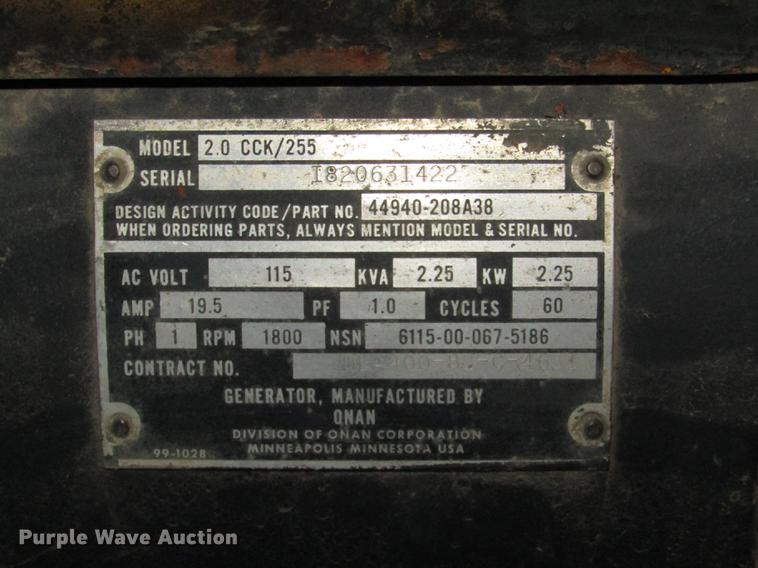 MODEL 2.0 CCK/255
SERIAL I820631422
DESIGN ACTIVITY CODE/PART NO. 44940-208A38
WHEN ORDERING PARTS, ALWAYS MENTION MODEL & SERIAL NO.
AC VOLT 115 KVA 2.25 KW 2.25
AMP 19.5 PF 1.0 CYCLES 60
PH 1 RPM 1800 NSN 6115-00-067-5186
CONTRACT NO.
GENERATOR, MANUFACTURED BY
ONAN
DIVISION OF ONAN CORPORATION
99-1028 MINNEAPOLIS MINNESOTA USA
Purple Wave Auction